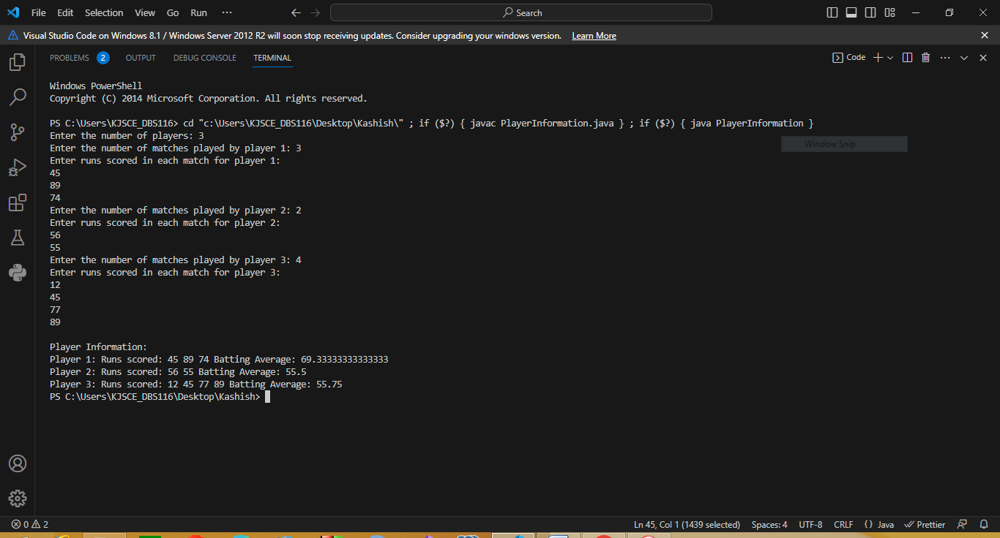 File Edit Selection View Go Run ··· Search
Visual Studio Code on Windows 8.1 / Windows Server 2012 R2 will soon stop receiving updates. Consider upgrading your windows version. Learn More
PROBLEMS 2 OUTPUT DEBUG CONSOLE TERMINAL Code
Windows PowerShell
Copyright (C) 2014 Microsoft Corporation. All rights reserved.
PS C:\Users\KJSCE_DBS116> cd "c:\Users\KJSCE_DBS116\Desktop\Kashish\" ; if ($?) { javac PlayerInformation.java } ; if ($?) { java PlayerInformation }
Enter the number of players: 3
Window Snip
Enter the number of matches played by player 1: 3
Enter runs scored in each match for player 1:
45
89
74
Enter the number of matches played by player 2: 2
Enter runs scored in each match for player 2:
56
55
Enter the number of matches played by player 3: 4
Enter runs scored in each match for player 3:
12
45
77
89
Player Information:
Player 1: Runs scored: 45 89 74 Batting Average: 69.33333333333333
Player 2: Runs scored: 56 55 Batting Average: 55.5
Player 3: Runs scored: 12 45 77 89 Batting Average: 55.75
PS C:\Users\KJSCE_DBS116\Desktop\Kashish>
0 2 Ln 45, Col 1 (1439 selected) Spaces: 4 UTF-8 CRLF {} Java Prettier